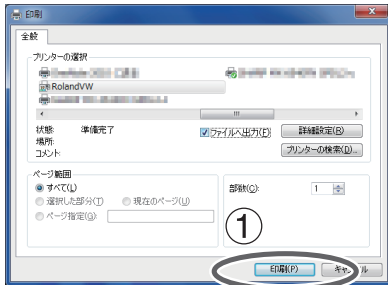 印刷
全般
プリンターの選択
RolandVW
状態: 準備完了
場所:
コメント:
ファイルへ出力(F)
詳細設定(R)
プリンターの検索(D)...
ページ範囲
すべて(L)
選択した部分(T) 現在のページ(U)
ページ指定(G):
部数(C): 1
①
印刷(P)